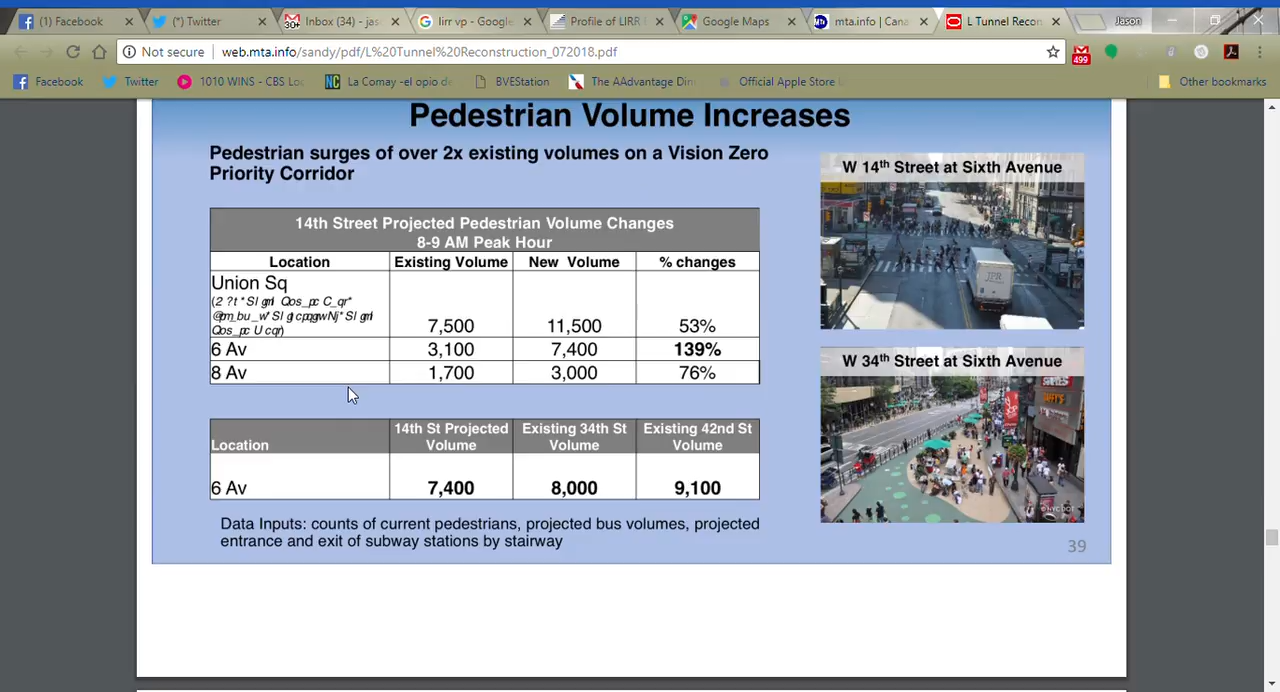 (1) Facebook
(*) Twitter
Inbox (34) - jas
lirr vp - Google
Profile of LIRR
Google Maps
mta.info | Cana
L Tunnel Recon
Jason
Not secure
web.mta.info/sandy/pdf/L%20Tunnel%20Reconstruction_072018.pdf
499
Facebook
Twitter
1010 WINS - CBS Loc
La Comay -el opio de
BVEStation
The AAdvantage Din
Official Apple Store
Other bookmarks
Pedestrian Volume Increases
Pedestrian surges of over 2x existing volumes on a Vision Zero
Priority Corridor
14th Street Projected Pedestrian Volume Changes
8-9 AM Peak Hour
Location Existing Volume New Volume % changes
Union Sq
7,500 11,500 53%
6 Av 3,100 7,400 139%
8 Av 1,700 3,000 76%
Location 14th St Projected Volume Existing 34th St Volume Existing 42nd St Volume
6 Av 7,400 8,000 9,100
Data Inputs: counts of current pedestrians, projected bus volumes, projected
entrance and exit of subway stations by stairway
W 14th Street at Sixth Avenue
JPR
W 34th Street at Sixth Avenue
NYC DOT
39